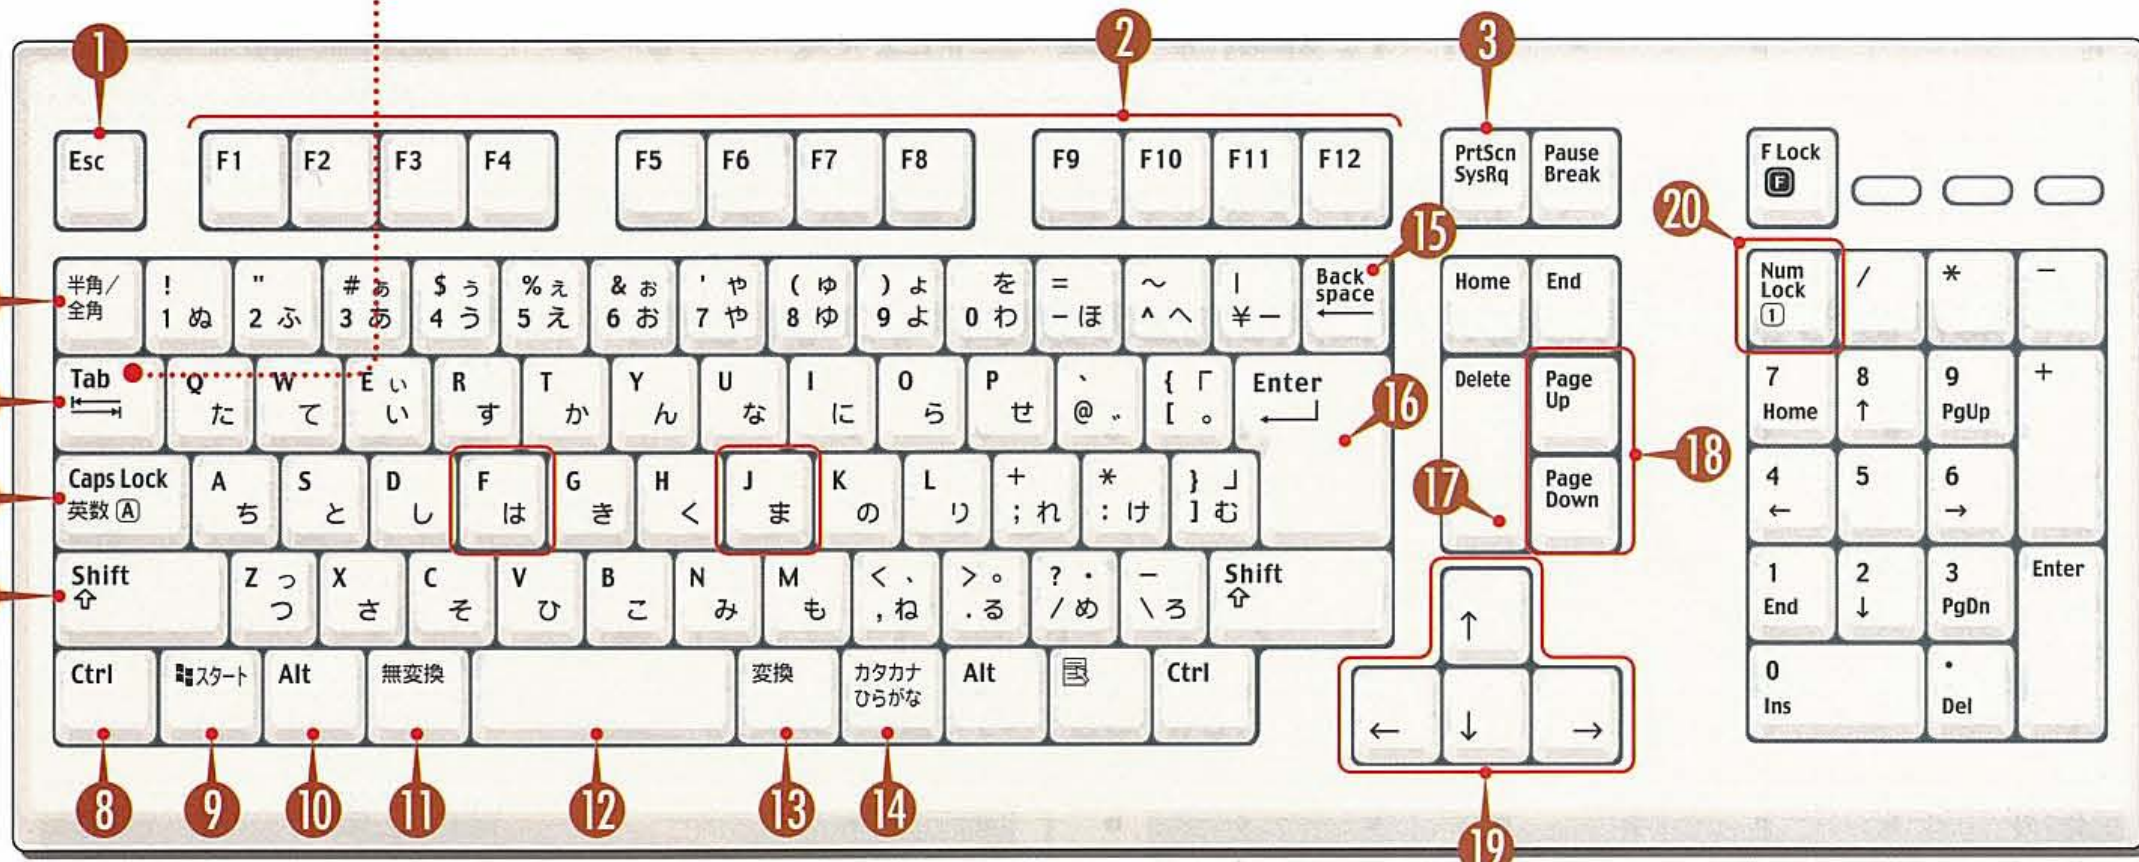 1
2
3
Esc
F1
F2
F3
F4
F5
F6
F7
F8
F9
F10
F11
F12
PrtScn
SysRq
Pause
Break
F Lock
F
20
15
半角/
全角
! 1 ぬ
" 2 ふ
# ぁ 3 あ
$ ぅ 4 う
% ぇ 5 え
& ぉ 6 お
' ゃ 7 や
( ゅ 8 ゆ
) ょ 9 よ
を 0 わ
= − ほ
〜 ^ へ
| ¥ ー
Back
space
←
Home
End
Num
Lock
1
/
*
−
Tab
Q た
W て
E ぃ い
R す
T か
Y ん
U な
I に
O ら
P せ
` @ ゛
{ 「 [ 。
Enter
16
Delete
Page
Up
18
7
Home
8
↑
9
PgUp
+
Caps Lock
英数 A
A ち
S と
D し
F は
G き
H く
J ま
K の
L り
+ ; れ
* : け
} 」 ] む
17
Page
Down
4
←
5
6
→
Shift
⇧
Z っ つ
X さ
C そ
V ひ
B こ
N み
M も
< 、 , ね
> 。 . る
? ・ / め
_ \ ろ
Shift
⇧
↑
1
End
2
↓
3
PgDn
Enter
Ctrl
スタート
Alt
無変換
変換
カタカナ
ひらがな
Alt
Ctrl
←
↓
→
0
Ins
.
Del
8
9
10
11
12
13
14
19